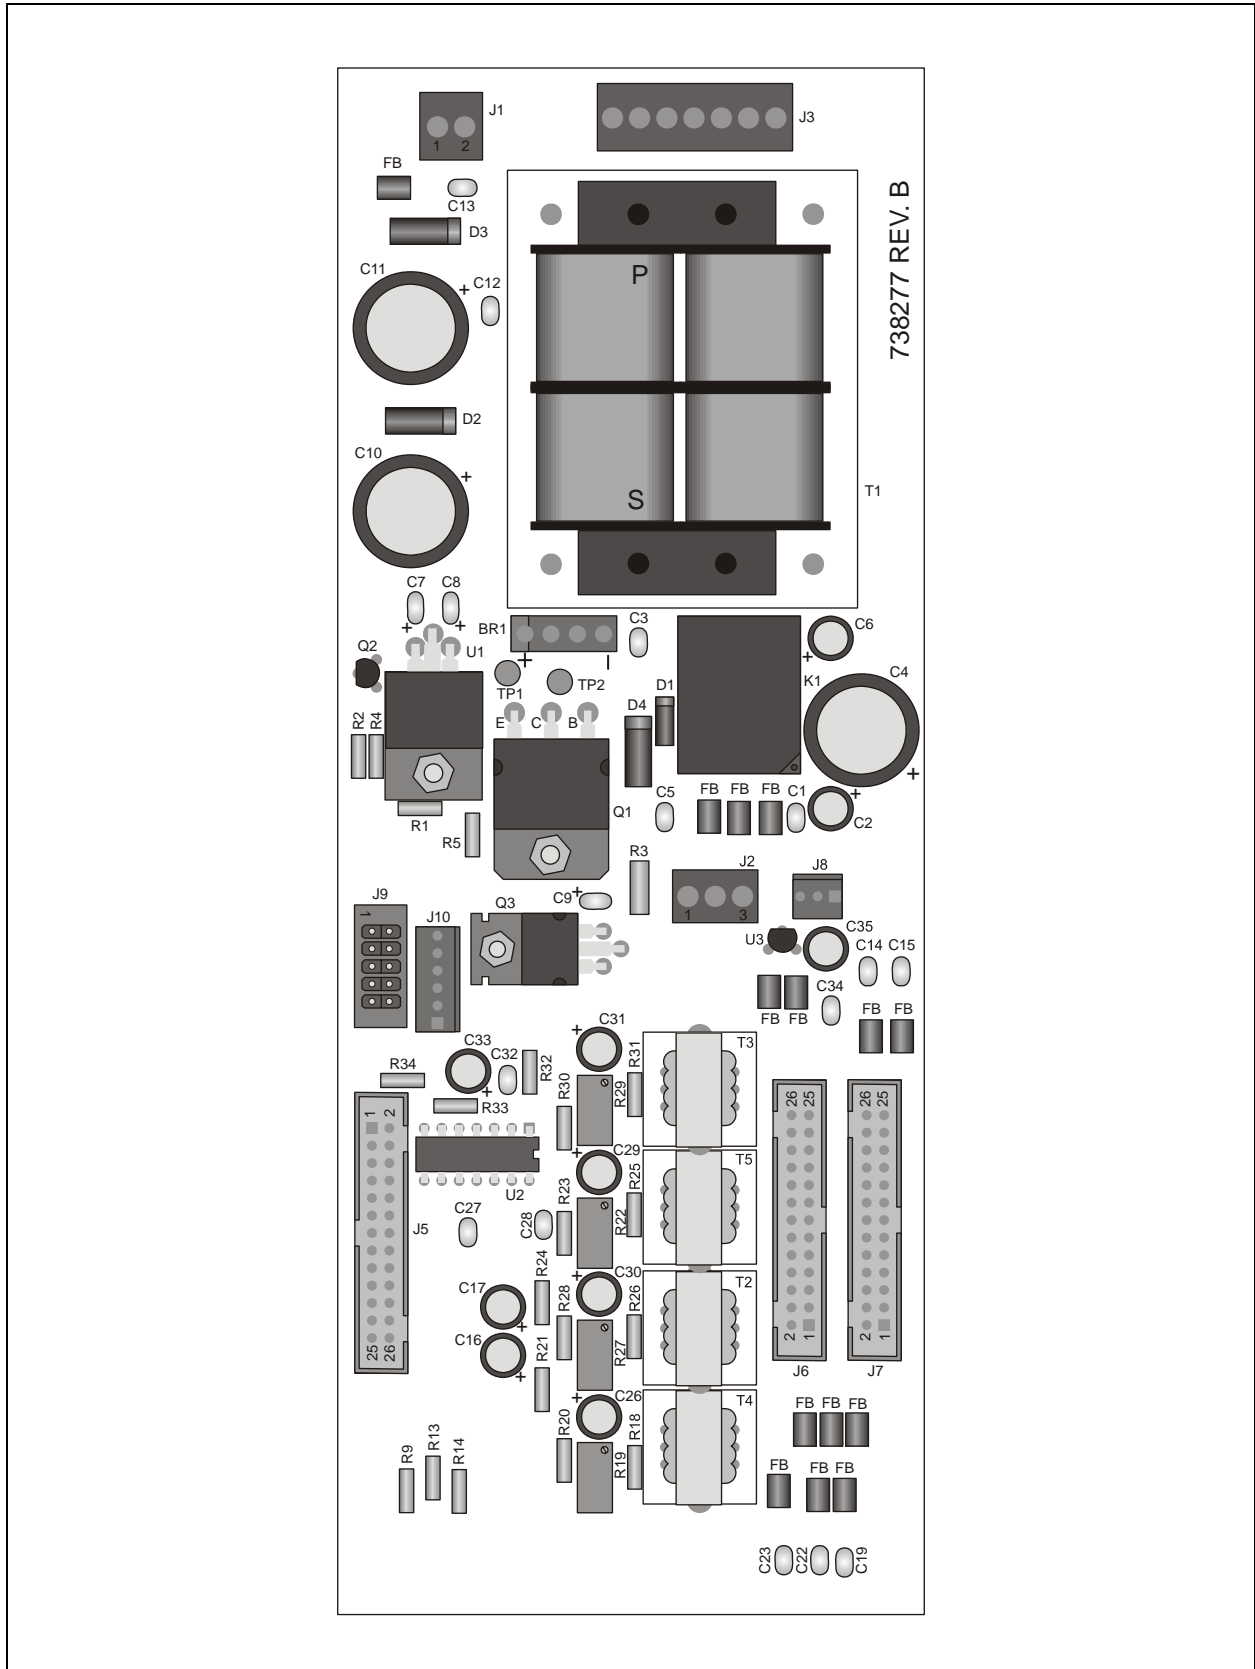 J1
J3
1 2
FB
C13
D3
738277 REV. B
C11
+
C12
P
D2
C10
+
S
T1
C7 C8
+ +
BR1
C3
C6
+
Q2
U1
+ –
TP1
TP2
D1
K1
C4
+
R2
R4
E C B
D4
R1
R5
Q1
C5
FB FB FB
C1
+
C2
R3
J2
1 3
J8
J9
1
J10
Q3
C9
+
U3
C35
C14 C15
FB FB
C34
FB FB
C33
+
C32
R34
R33
R32
C31
+
R30
R29
R31
T3
26 25
26 25
1 2
U2
J5
C27
C28
C29
+
R23
R22
R25
T5
C17
+
C16
+
R24
R21
C30
+
R28
R27
R26
T2
25 26
2 1
2 1
J6
J7
C26
+
R20
R19
R18
T4
FB FB FB
R9
R13
R14
FB
FB FB
C23
C22
C19